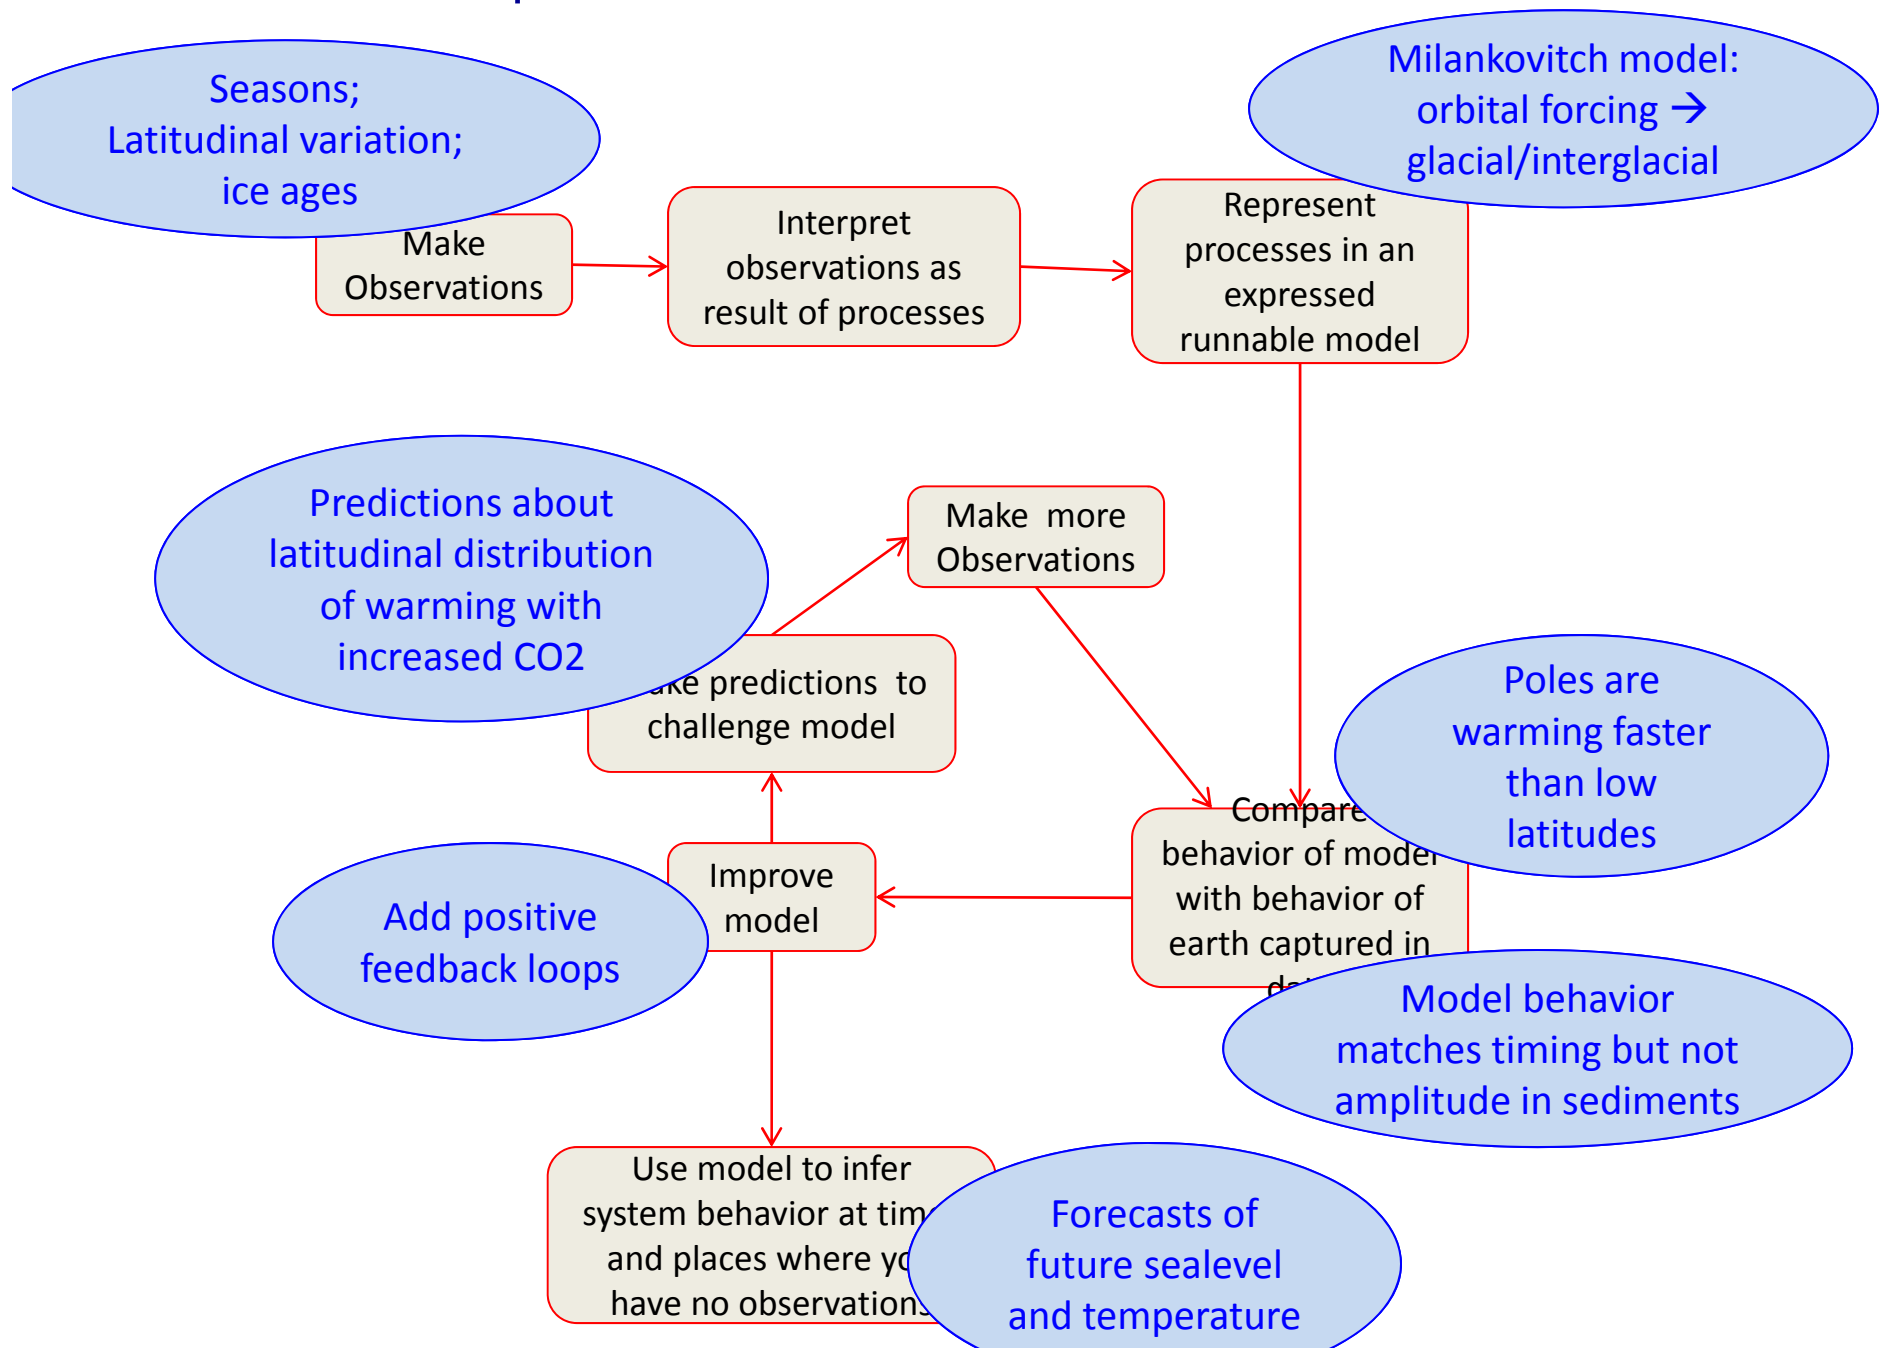 Seasons;
Latitudinal variation;
ice ages
Milankovitch model:
orbital forcing →
glacial/interglacial
Make
Observations
Interpret
observations as
result of processes
Represent
processes in an
expressed
runnable model
Predictions about
latitudinal distribution
of warming with
increased CO2
Make more
Observations
predictions to
challenge model
Poles are
warming faster
than low
latitudes
Compare
behavior of model
with behavior of
earth captured in
Improve
model
Add positive
feedback loops
Model behavior
matches timing but not
amplitude in sediments
Use model to infer
system behavior at
and places where
have no observations
Forecasts of
future sealevel
and temperature